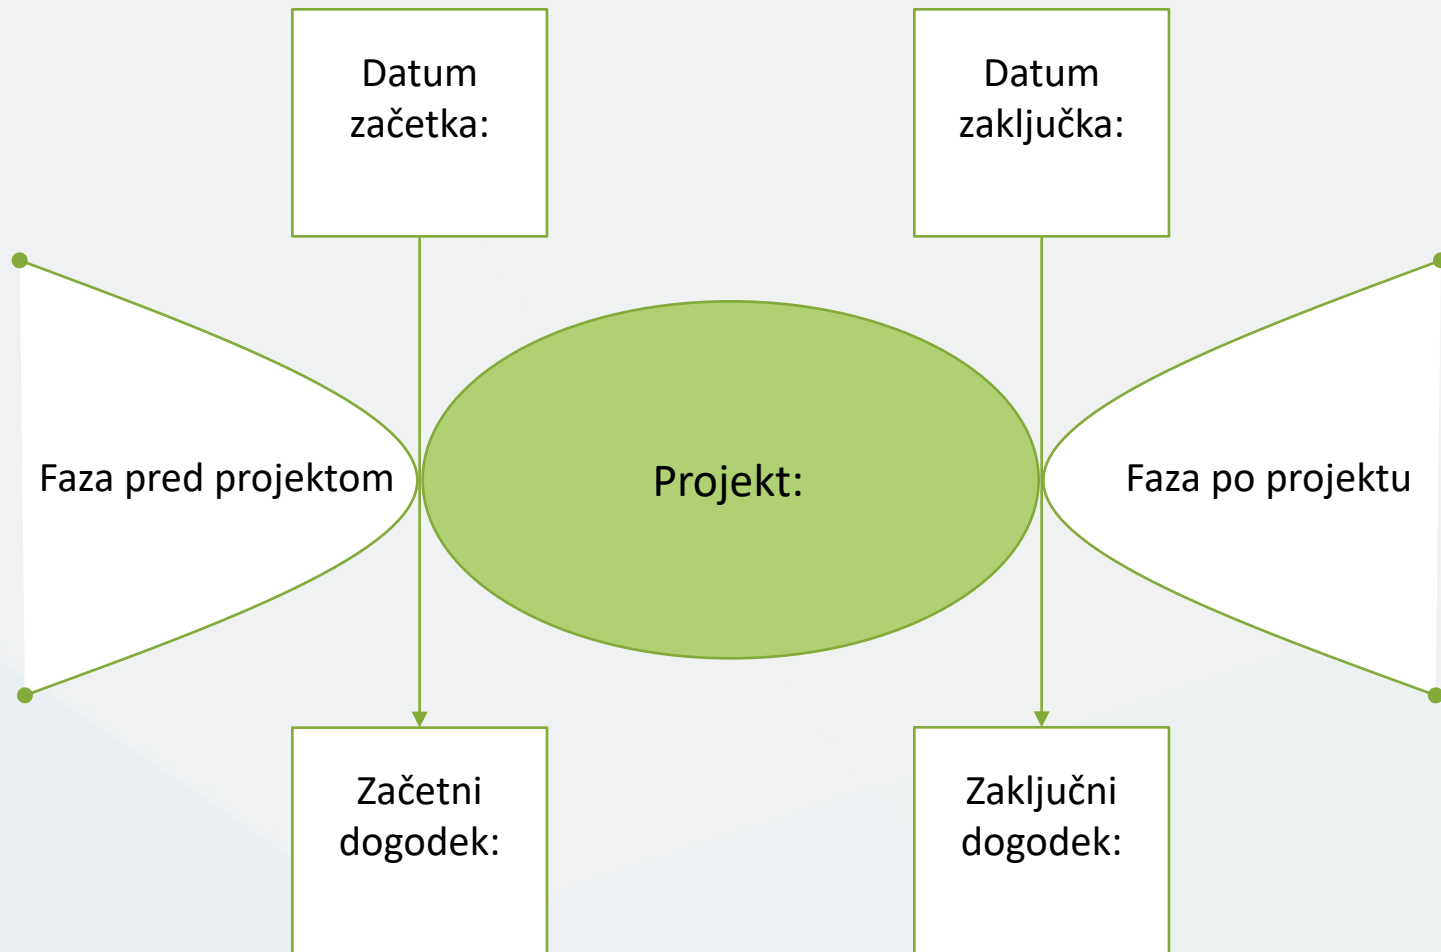 Datum
začetka:
Datum
zaključka:
Faza pred projektom
Projekt:
Faza po projektu
Začetni
dogodek:
Zaključni
dogodek: